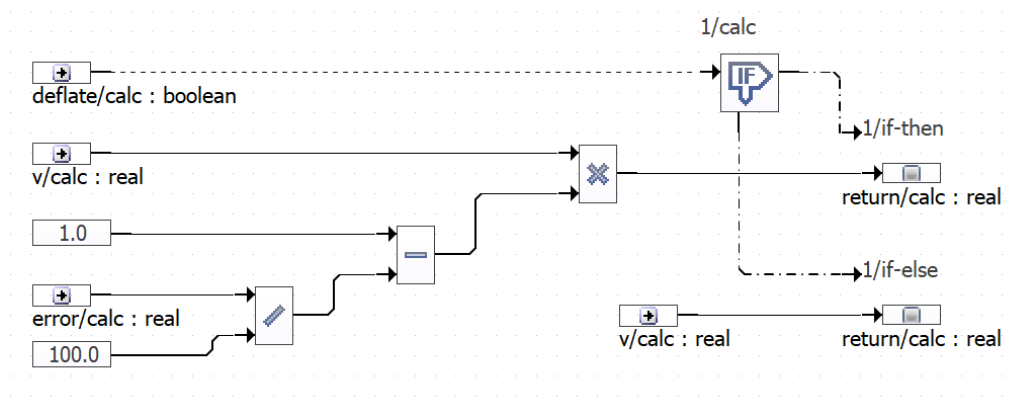 1/calc
IF
deflate/calc : boolean
1/if-then
v/calc : real
return/calc : real
1.0
1/if-else
error/calc : real
v/calc : real
return/calc : real
100.0